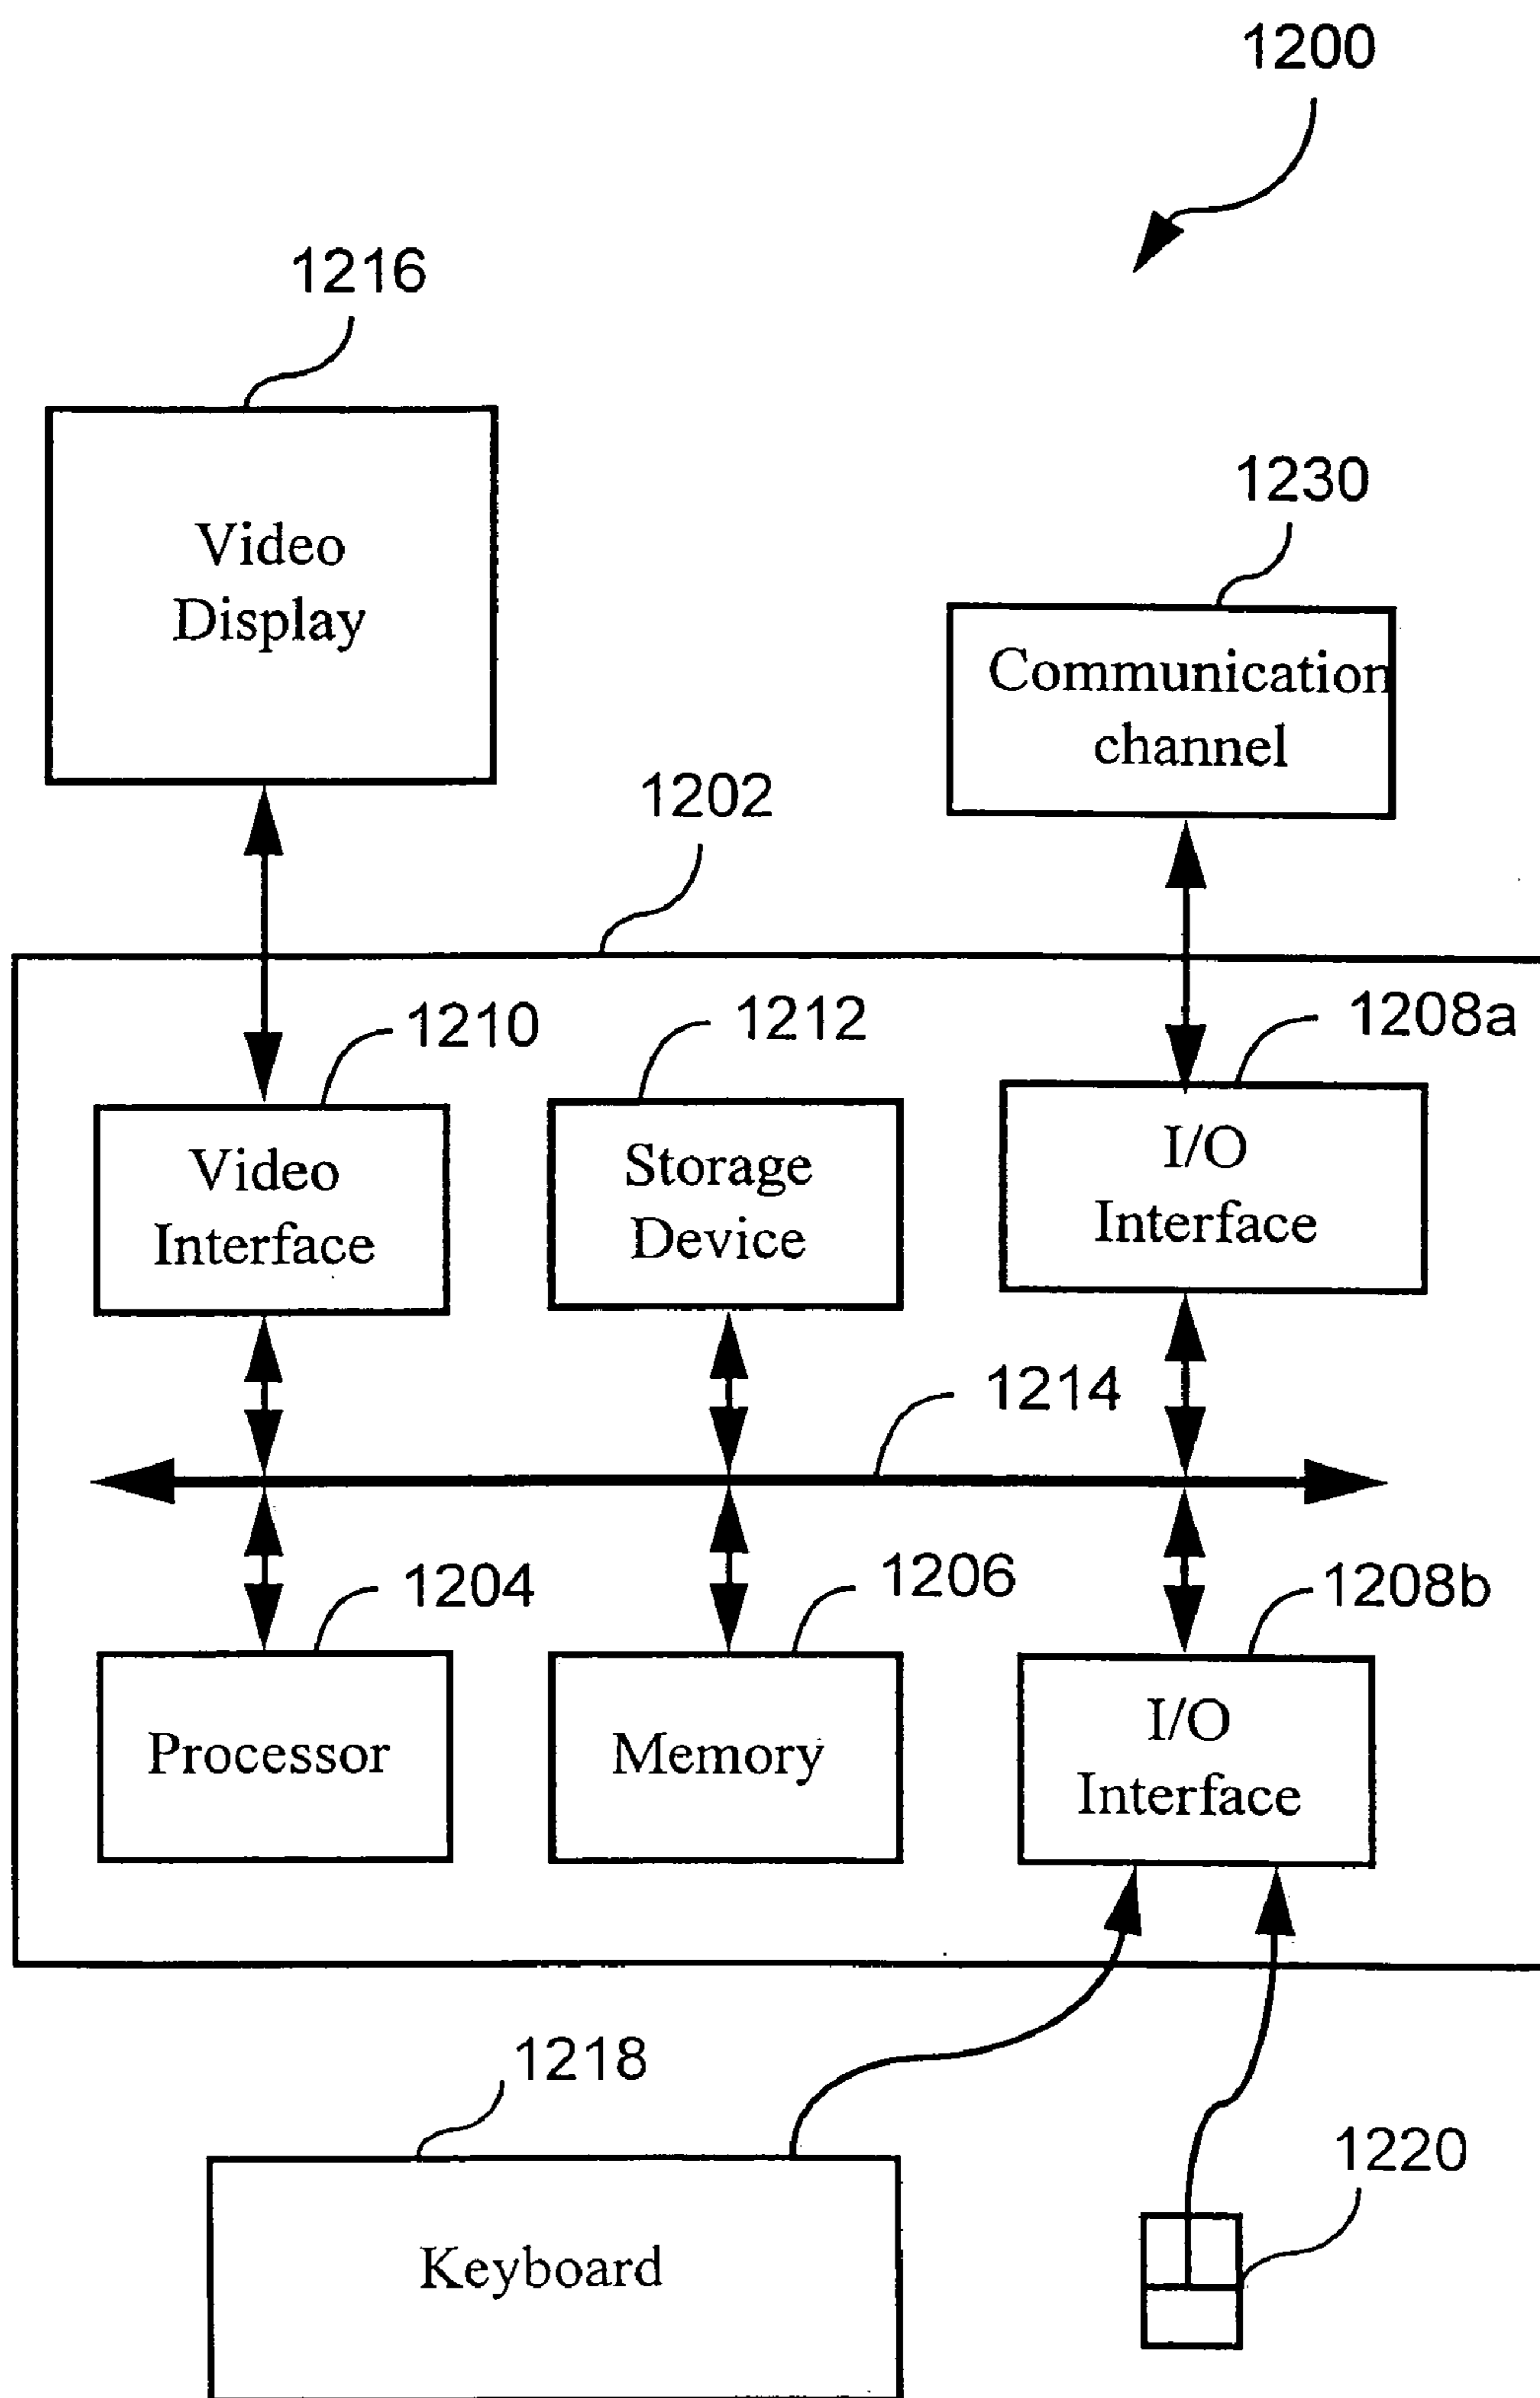 1200
1216
Video
Display
1230
Communication
channel
1202
1210
1212
1208a
Video
Interface
Storage
Device
I/O
Interface
1214
1204
1206
1208b
Processor
Memory
I/O
Interface
1218
Keyboard
1220